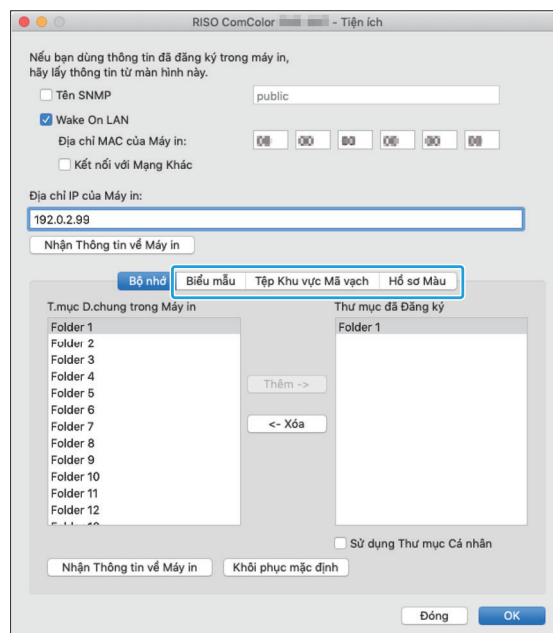 RISO ComColor - Tiện ích
Nếu bạn dùng thông tin đã đăng ký trong máy in,
hãy lấy thông tin từ màn hình này.
Tên SNMP
public
Wake On LAN
Địa chỉ MAC của Máy in:
Kết nối với Mạng Khác
Địa chỉ IP của Máy in:
192.0.2.99
Nhận Thông tin về Máy in
Bộ nhớ Biểu mẫu Tệp Khu vực Mã vạch Hồ sơ Màu
T.mục D.chung trong Máy in
Folder 1
Folder 2
Folder 3
Folder 4
Folder 5
Folder 6
Folder 7
Folder 8
Folder 9
Folder 10
Folder 11
Folder 12
Thêm ->
<- Xóa
Thư mục đã Đăng ký
Folder 1
Sử dụng Thư mục Cá nhân
Nhận Thông tin về Máy in Khôi phục mặc định
Đóng OK